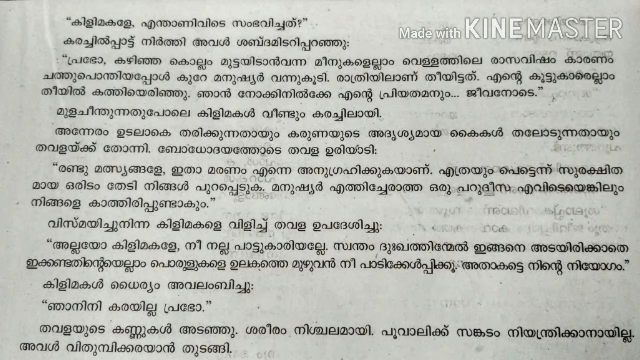 Made with KINEMASTER
“കിളിമകളേ, എന്താണിവിടെ സംഭവിച്ചത്?”
കരച്ചിൽപ്പാട്ട് നിർത്തി അവൾ ശബ്ദമിടറിപ്പറഞ്ഞു:
“പ്രഭോ, കഴിഞ്ഞ കൊല്ലം മുട്ടയിടാൻവന്ന മീനുകളെല്ലാം വെള്ളത്തിലെ രാസവിഷം കാരണം
ചത്തുപൊന്തിയപ്പോൾ കുറേ മനുഷ്യർ വന്നുകൂടി. രാത്രിയിലാണ് തീയിട്ടത്. എന്റെ കൂട്ടുകാരെല്ലാം
തീയിൽ കത്തിയെരിഞ്ഞു. ഞാൻ നോക്കിനിൽക്കേ എന്റെ പ്രിയതമനും... ജീവനോടെ.”
മുളചീന്തുന്നതുപോലെ കിളിമകൾ വീണ്ടും കരച്ചിലായി.
അന്നേരം ഉടലാകെ തരിക്കുന്നതായും കരുണയുടെ അദൃശ്യമായ കൈകൾ തലോടുന്നതായും
തവളയ്ക്ക് തോന്നി. ബോധോദയത്തോടെ തവള ഉരിയാടി:
“രണ്ടു മത്സ്യങ്ങളേ, ഇതാ മരണം എന്നെ അനുഗ്രഹിക്കുകയാണ്. എത്രയും പെട്ടെന്ന് സുരക്ഷിത
മായ ഒരിടം തേടി നിങ്ങൾ പുറപ്പെടുക. മനുഷ്യർ എത്തിച്ചേരാത്ത ഒരു പറുദീസ എവിടെയെങ്കിലും
നിങ്ങളെ കാത്തിരിപ്പുണ്ടാകും.”
വിസ്മയിച്ചുനിന്ന കിളിമകളെ വിളിച്ച് തവള ഉപദേശിച്ചു:
“അല്ലയോ കിളിമകളേ, നീ നല്ല പാട്ടുകാരിയല്ലേ. സ്വന്തം ദുഃഖത്തിന്മേൽ ഇങ്ങനെ അടയിരിക്കാതെ
ഇക്കണ്ടതിന്റെയെല്ലാം പൊരുളുകളെ ഉലകത്തെ മുഴുവൻ നീ പാടിക്കേൾപ്പിക്കൂ. അതാകട്ടെ നിന്റെ നിയോഗം.”
കിളിമകൾ ധൈര്യം അവലംബിച്ചു:
“ഞാനിനി കരയില്ല പ്രഭോ.”
തവളയുടെ കണ്ണുകൾ അടഞ്ഞു. ശരീരം നിശ്ചലമായി. പൂവാലിക്ക് സങ്കടം നിയന്ത്രിക്കാനായില്ല.
അവൾ വിതുമ്പിക്കരയാൻ തുടങ്ങി.